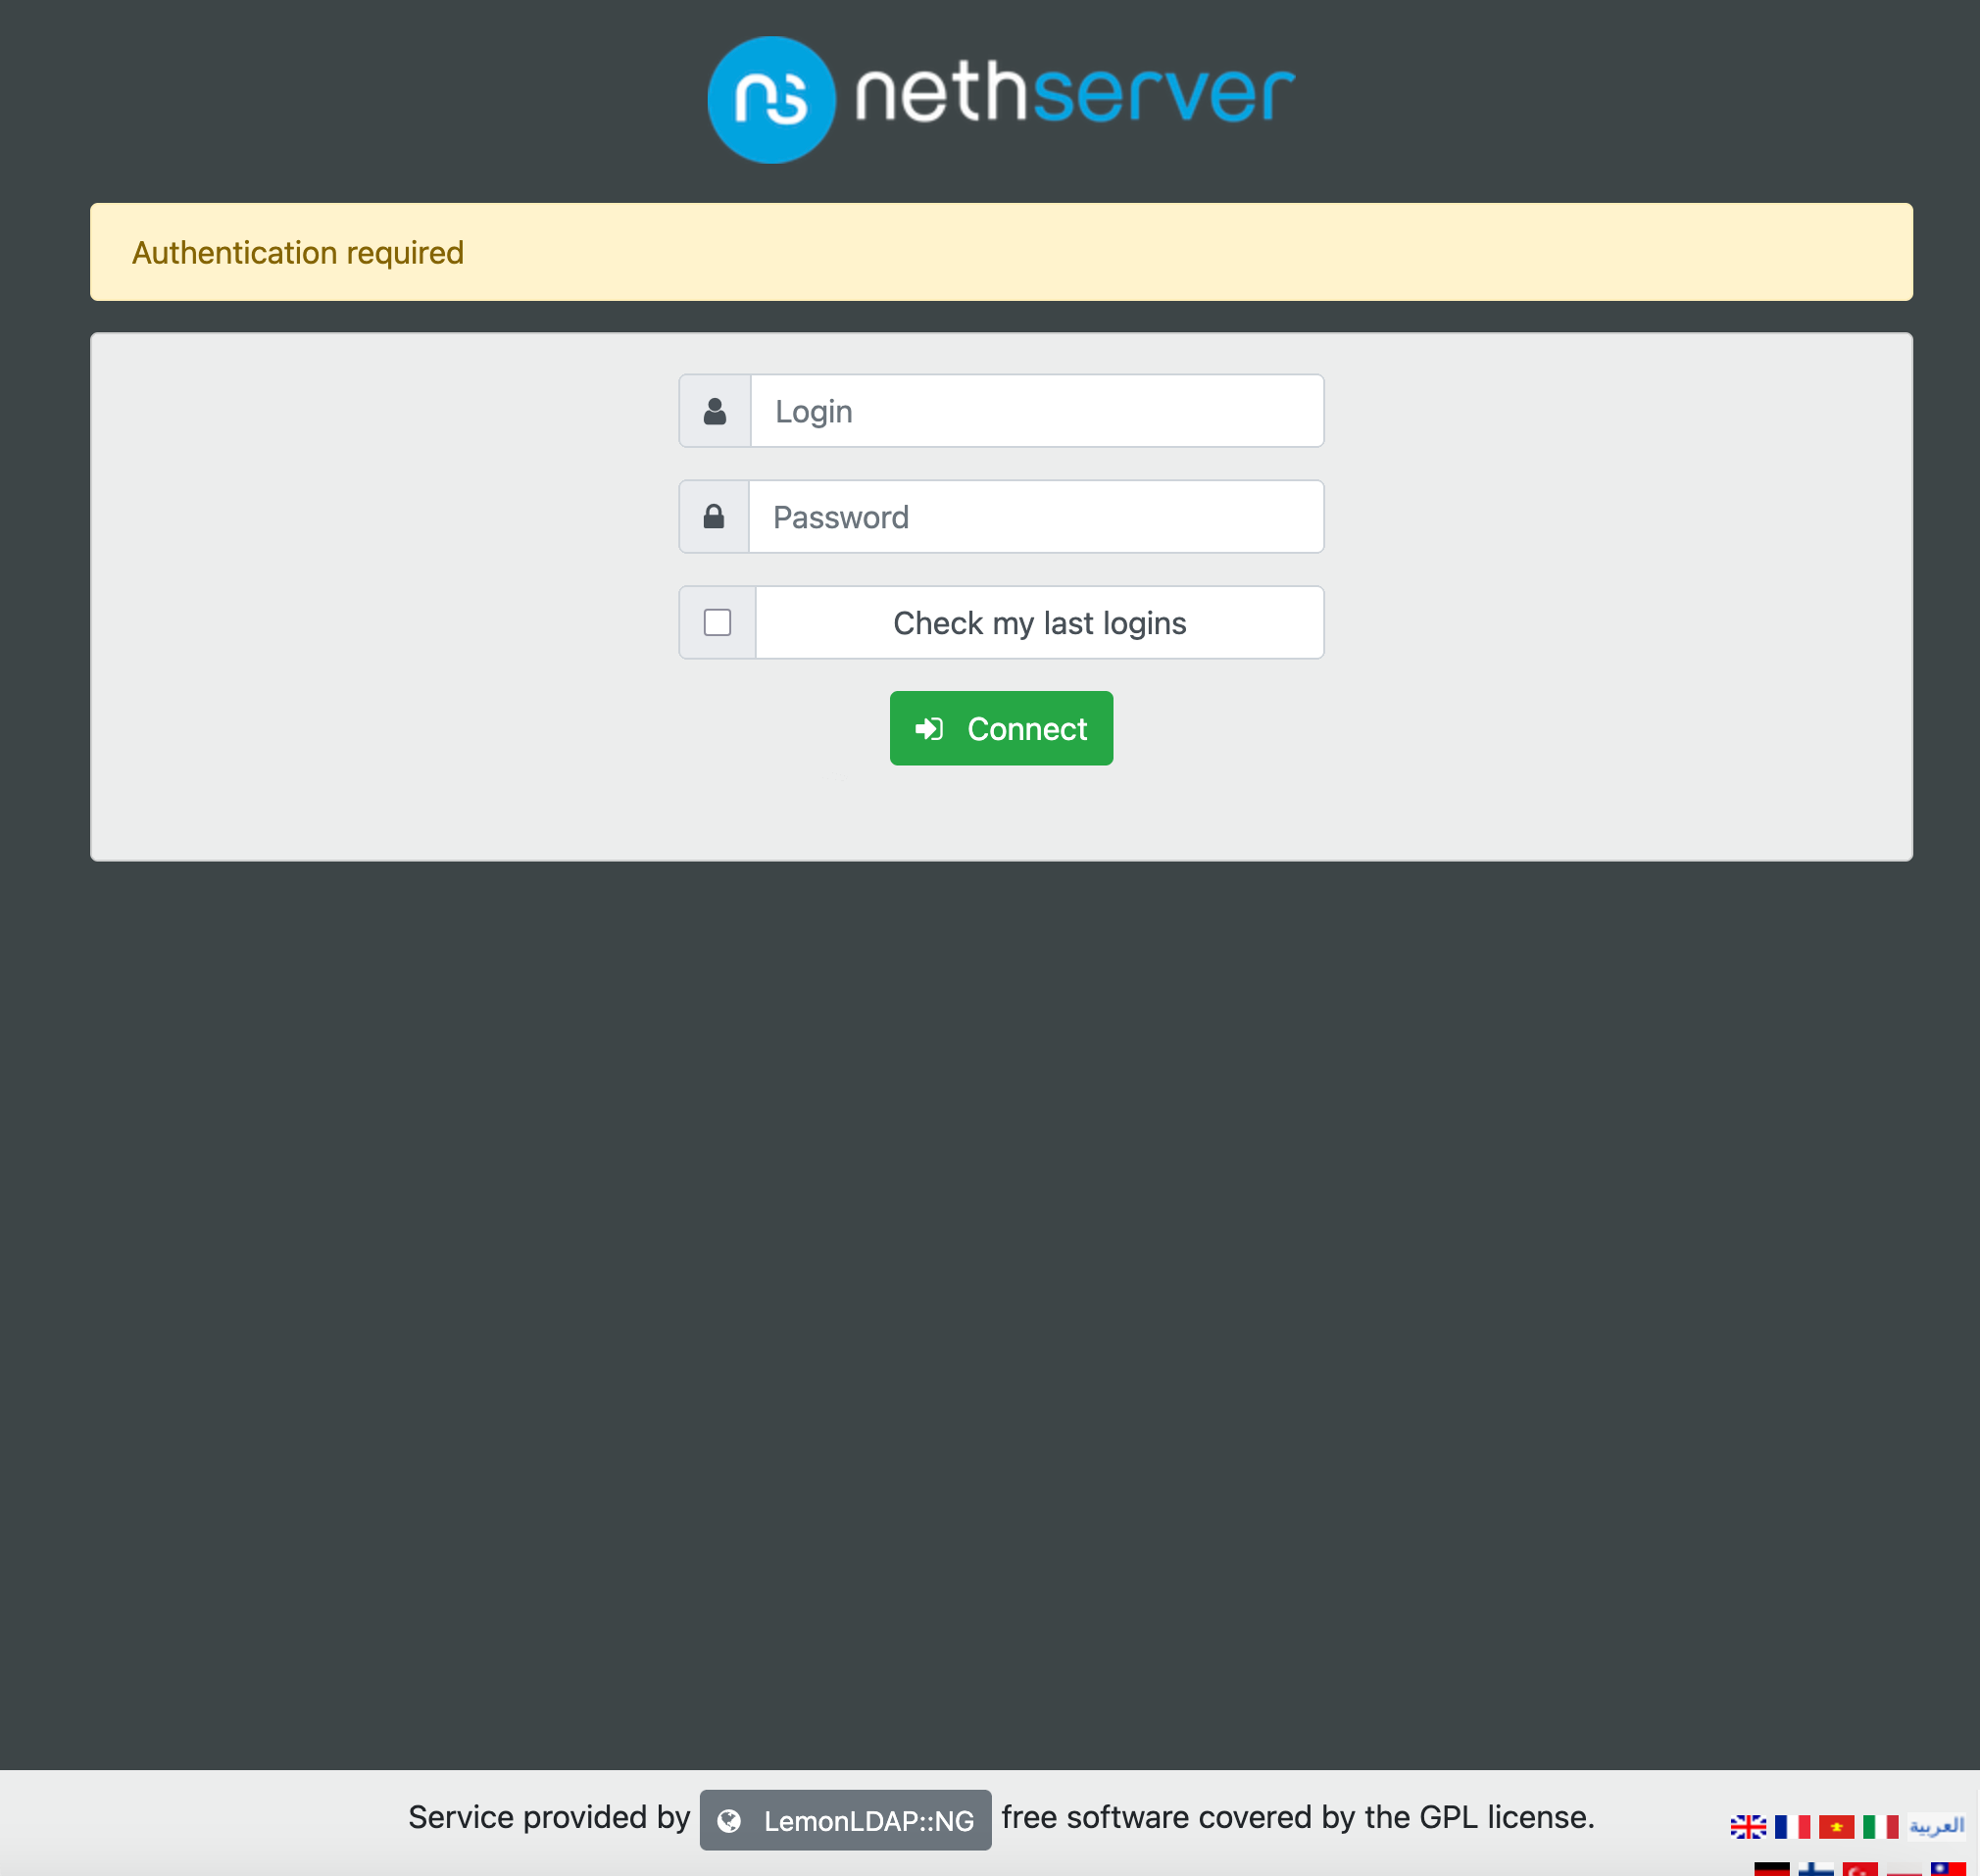 ns nethserver
Authentication required
Login
Password
Check my last logins
Connect
Service provided by LemonLDAP::NG free software covered by the GPL license.
العربية